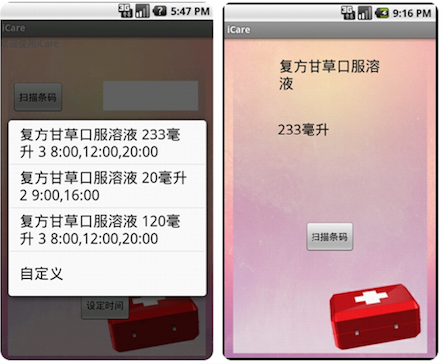 5:47 PM
iCare
扫描条码
复方甘草口服溶液 233毫
升 3 8:00,12:00,20:00
复方甘草口服溶液 20毫升
2 9:00,16:00
复方甘草口服溶液 120毫
升 3 8:00,12:00,20:00
自定义
设定时间
9:16 PM
iCare
复方甘草口服溶
液
233毫升
扫描条码